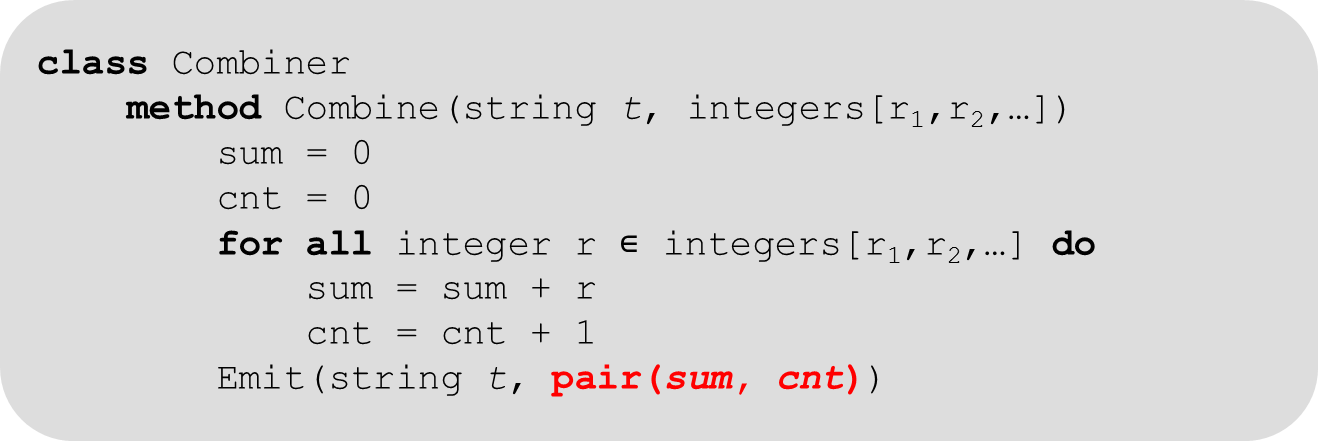 class Combiner
method Combine(string t, integers[r₁,r₂,…])
sum = 0
cnt = 0
for all integer r ∈ integers[r₁,r₂,…] do
sum = sum + r
cnt = cnt + 1
Emit(string t, pair(sum, cnt))